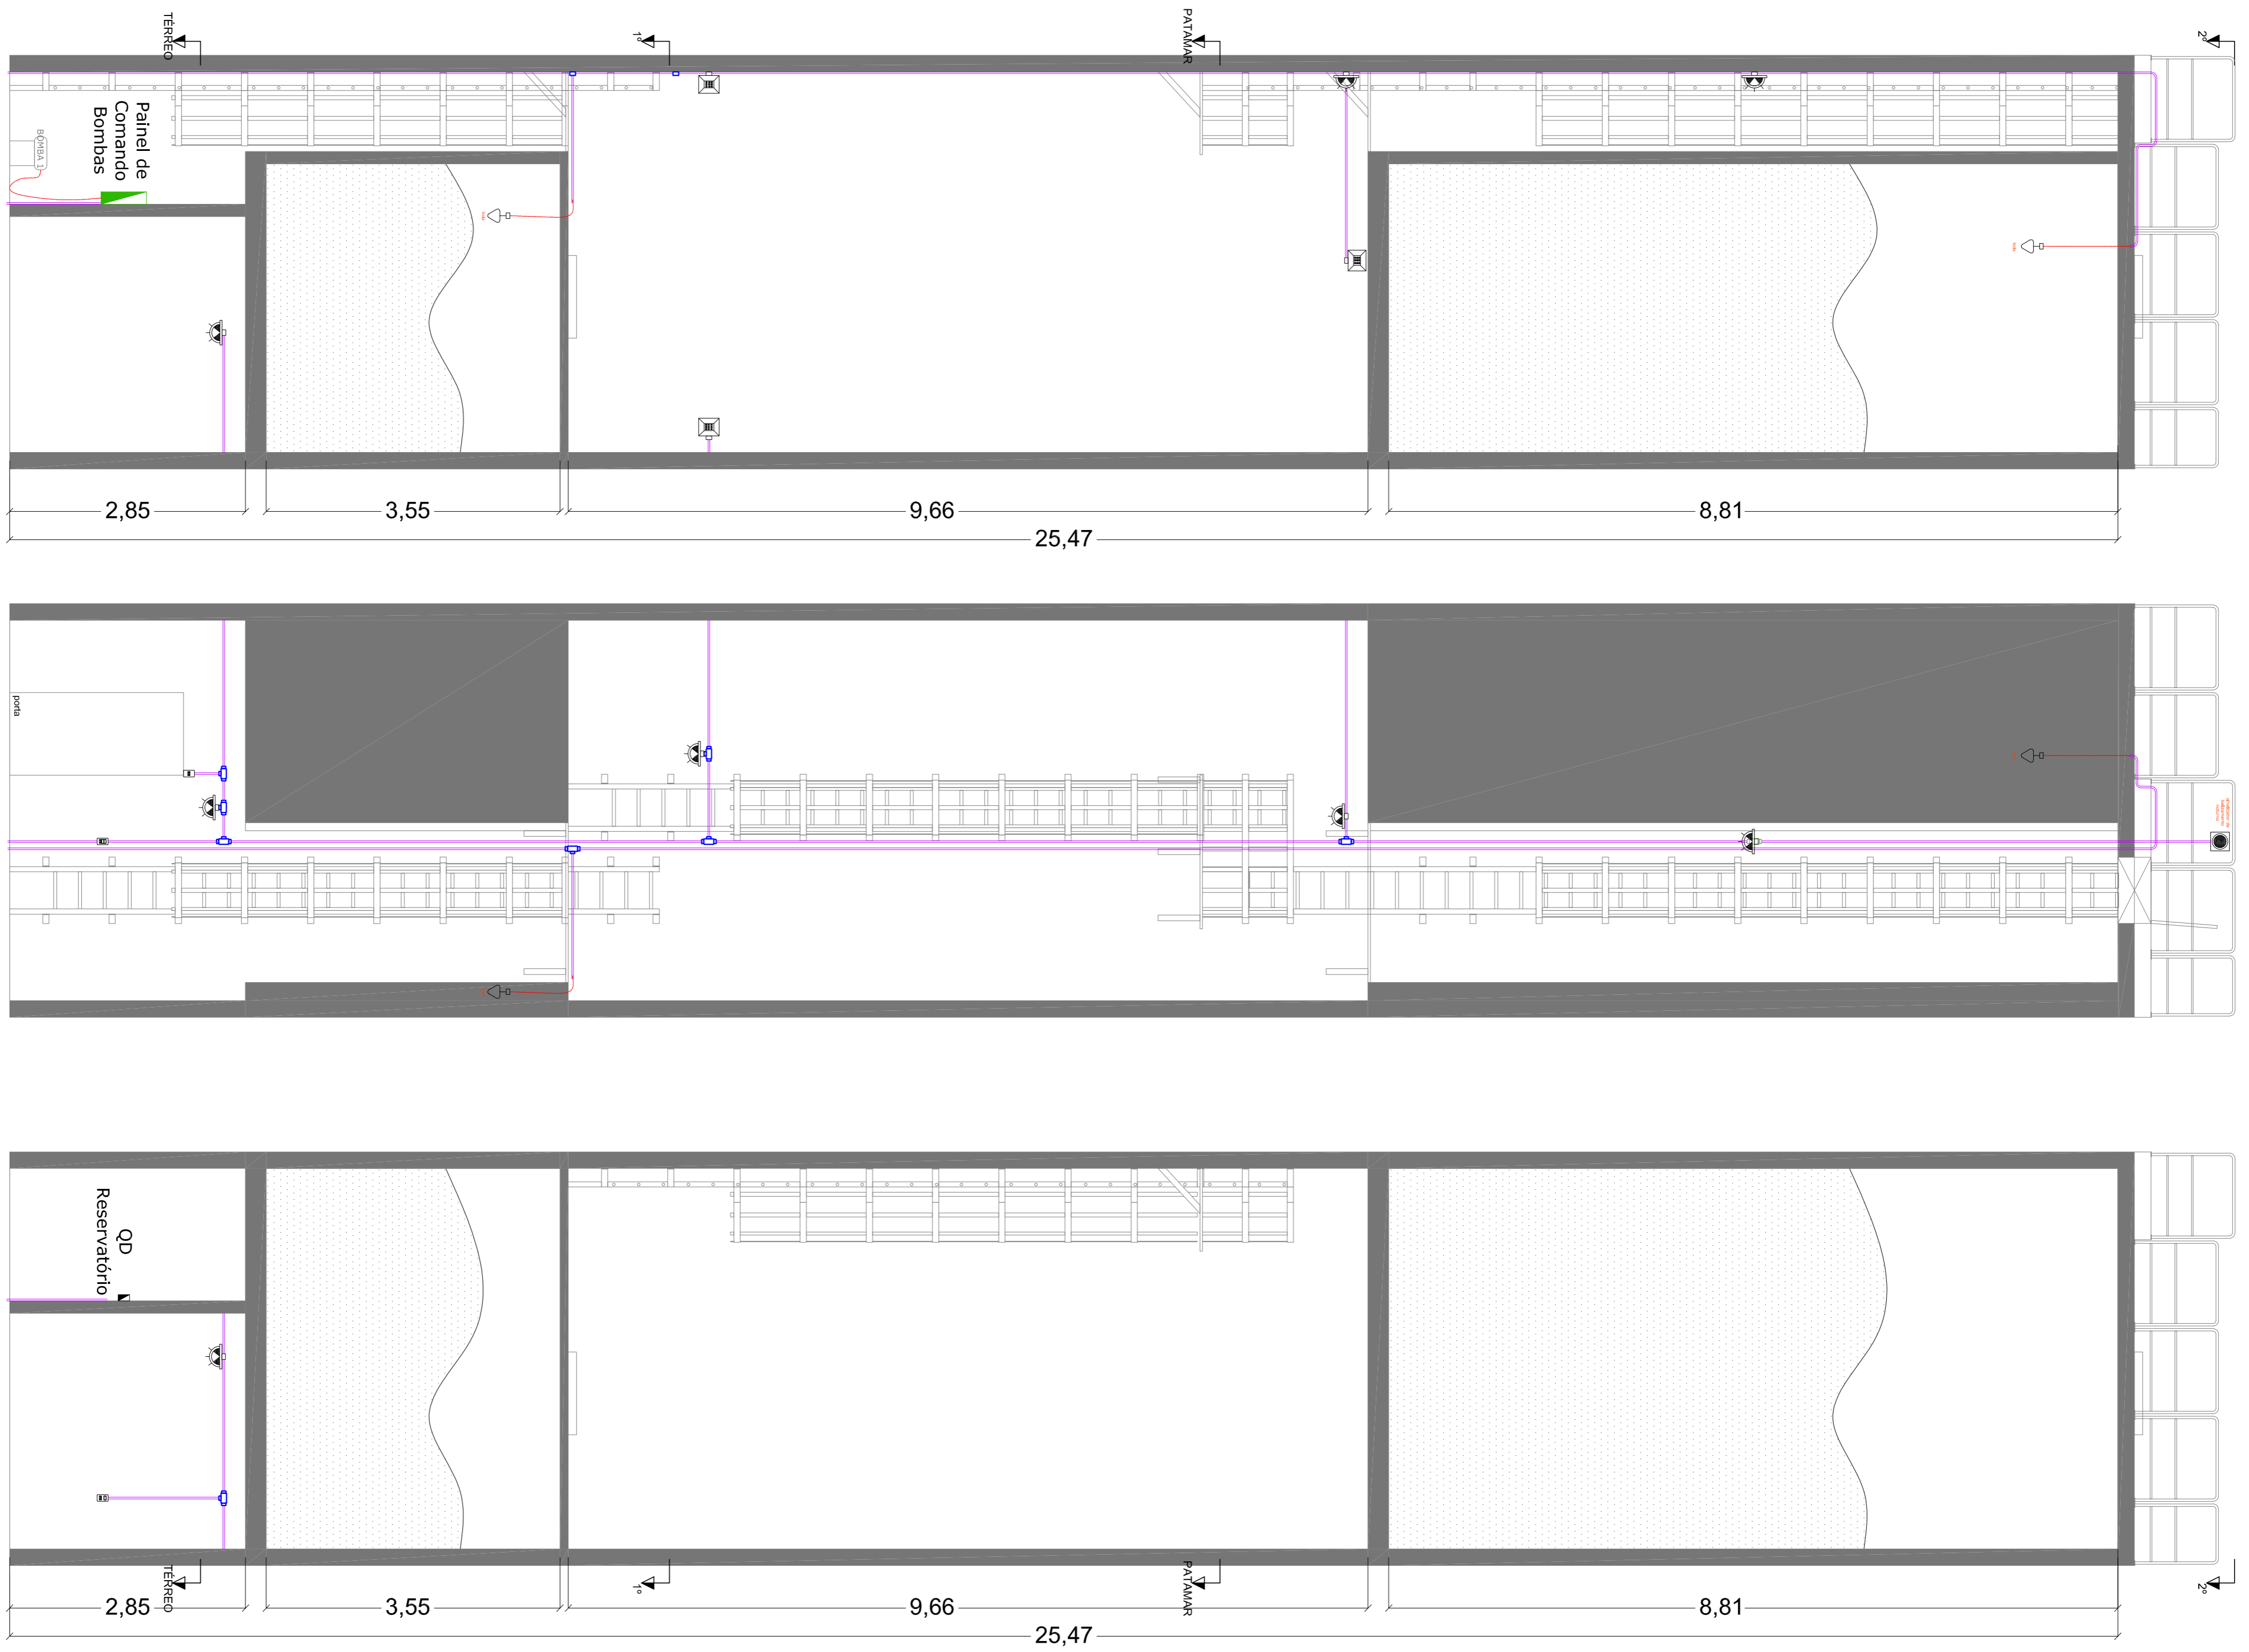 TÉRREO
1º
PATAMAR
2º
Painel de
Comando
Bombas
BOMBA 1
2,85
3,55
9,66
8,81
25,47
porta
QD
Reservatório
TÉRREO
1º
PATAMAR
2º
2,85
3,55
9,66
8,81
25,47